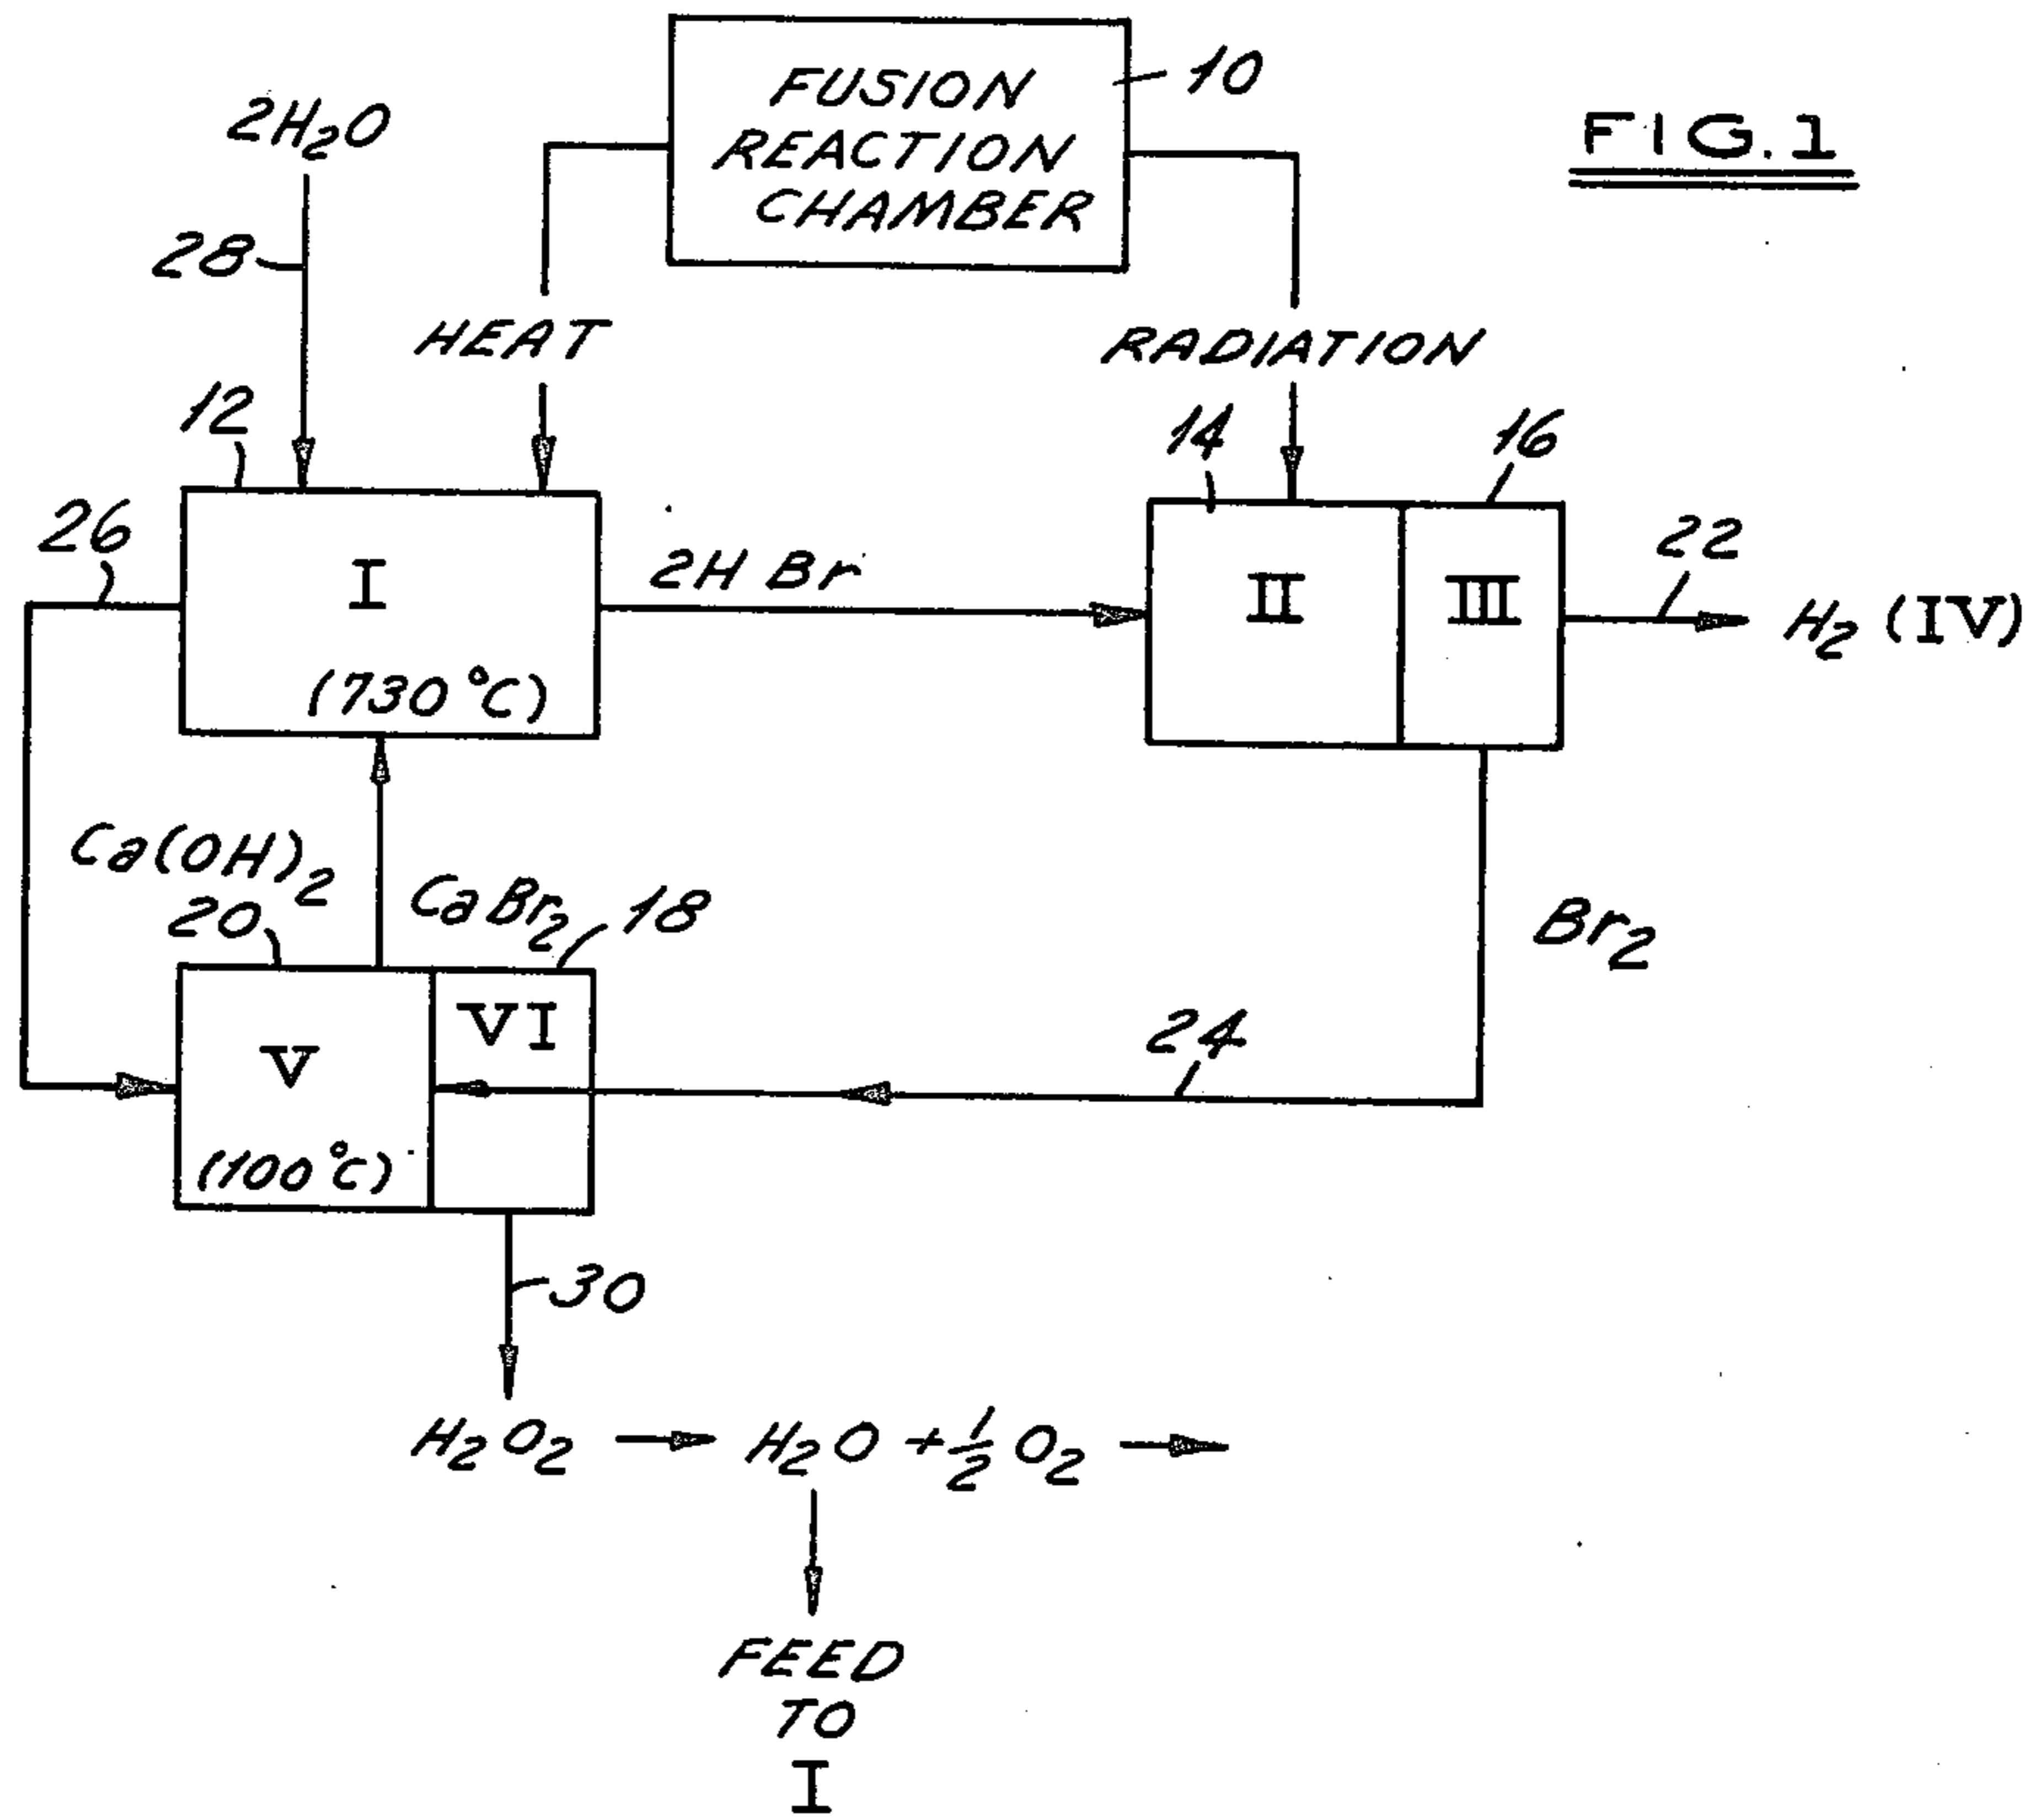 FUSION
REACTION
CHAMBER
10
FIG. 1
2H₂O
28
HEAT
RADIATION
12
14
16
26
22
I
(730°C)
2H Br
II
III
H₂ (IV)
Ca(OH)₂
20
CaBr₂
18
Br₂
V
(100°C)
VI
24
30
H₂O₂ → H₂O + ½ O₂ →
FEED
TO
I